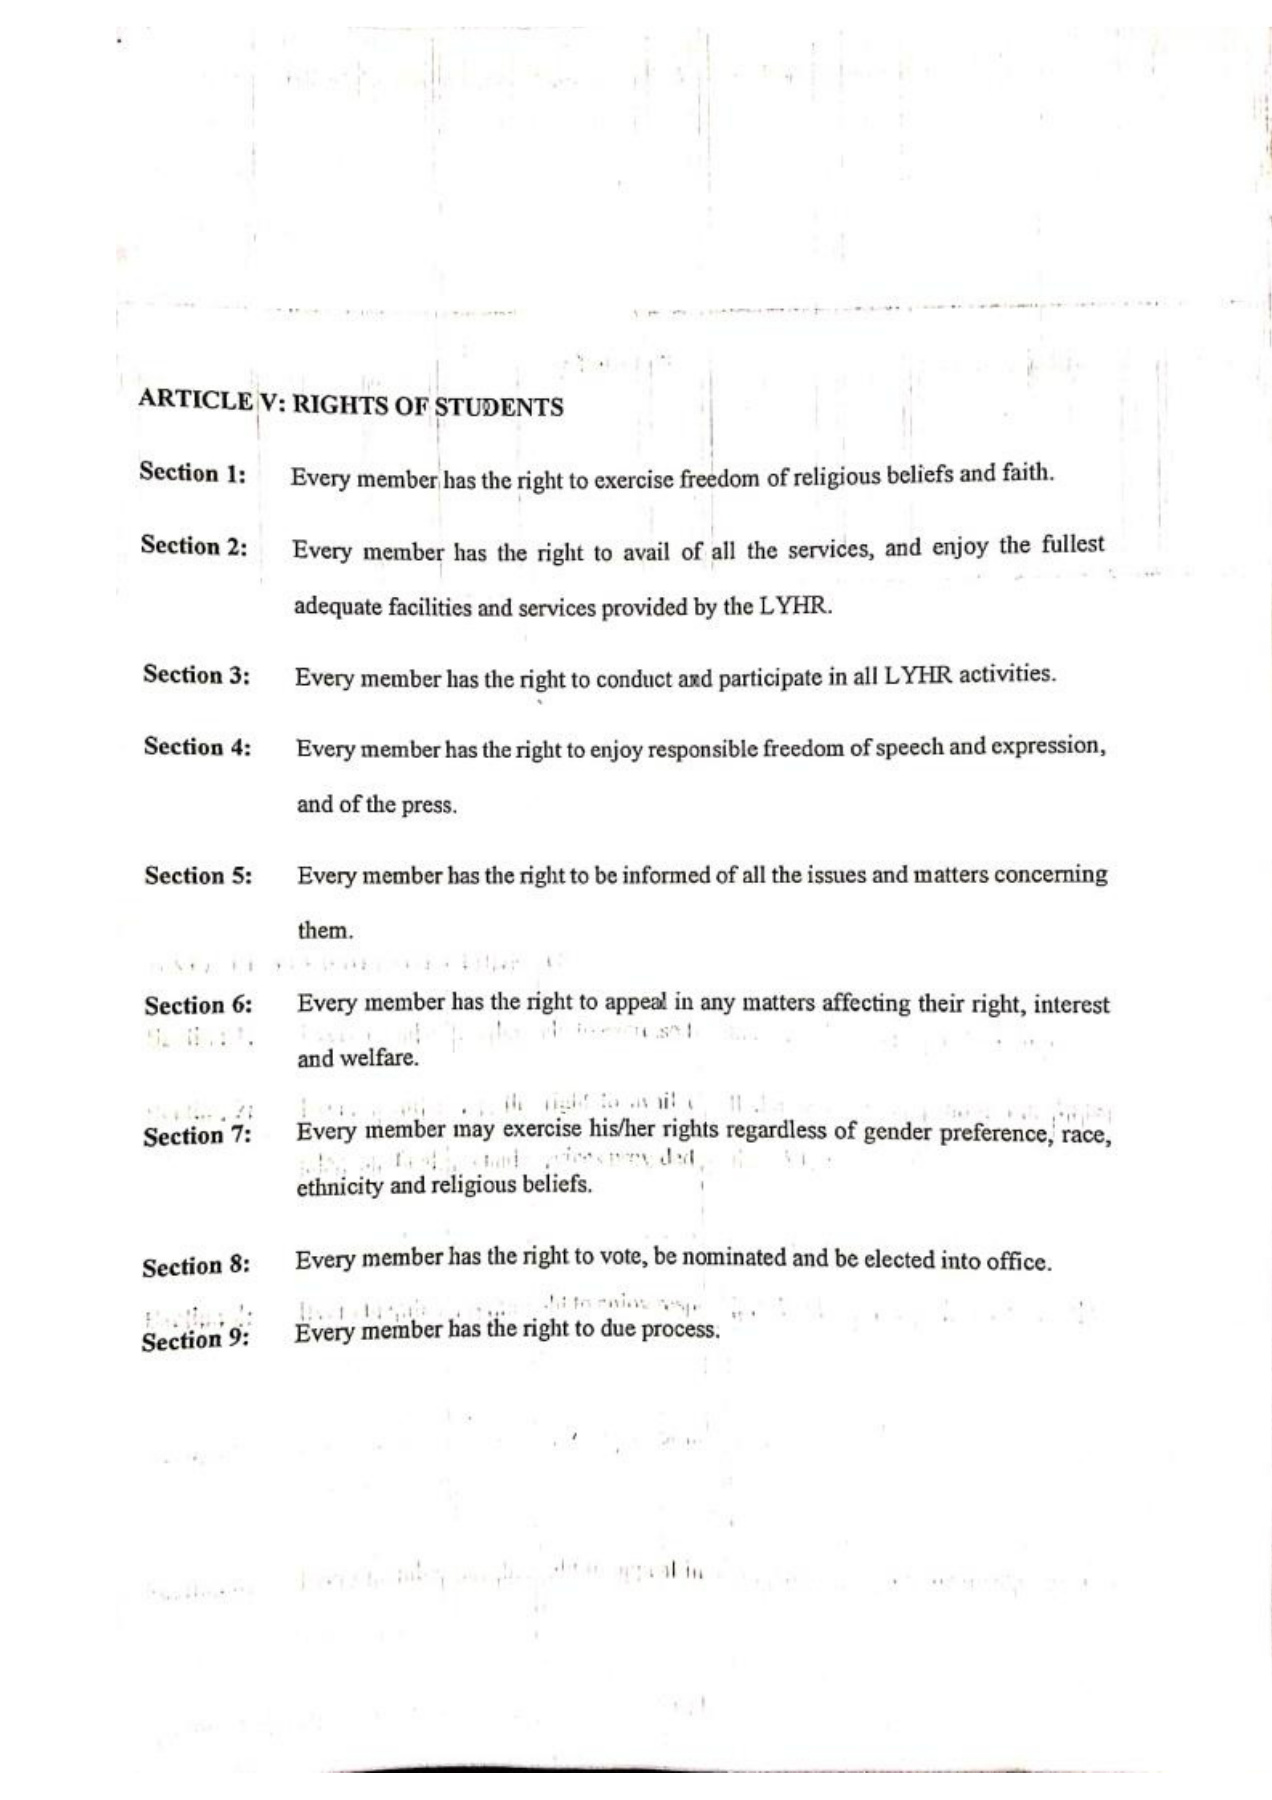 ARTICLE V: RIGHTS OF STUDENTS
Section 1: Every member has the right to exercise freedom of religious beliefs and faith.
Section 2: Every member has the right to avail of all the services, and enjoy the fullest
adequate facilities and services provided by the LYHR.
Section 3: Every member has the right to conduct and participate in all LYHR activities.
Section 4: Every member has the right to enjoy responsible freedom of speech and expression,
and of the press.
Section 5: Every member has the right to be informed of all the issues and matters concerning
them.
Section 6: Every member has the right to appeal in any matters affecting their right, interest
and welfare.
Section 7: Every member may exercise his/her rights regardless of gender preference, race,
ethnicity and religious beliefs.
Section 8: Every member has the right to vote, be nominated and be elected into office.
Section 9: Every member has the right to due process.